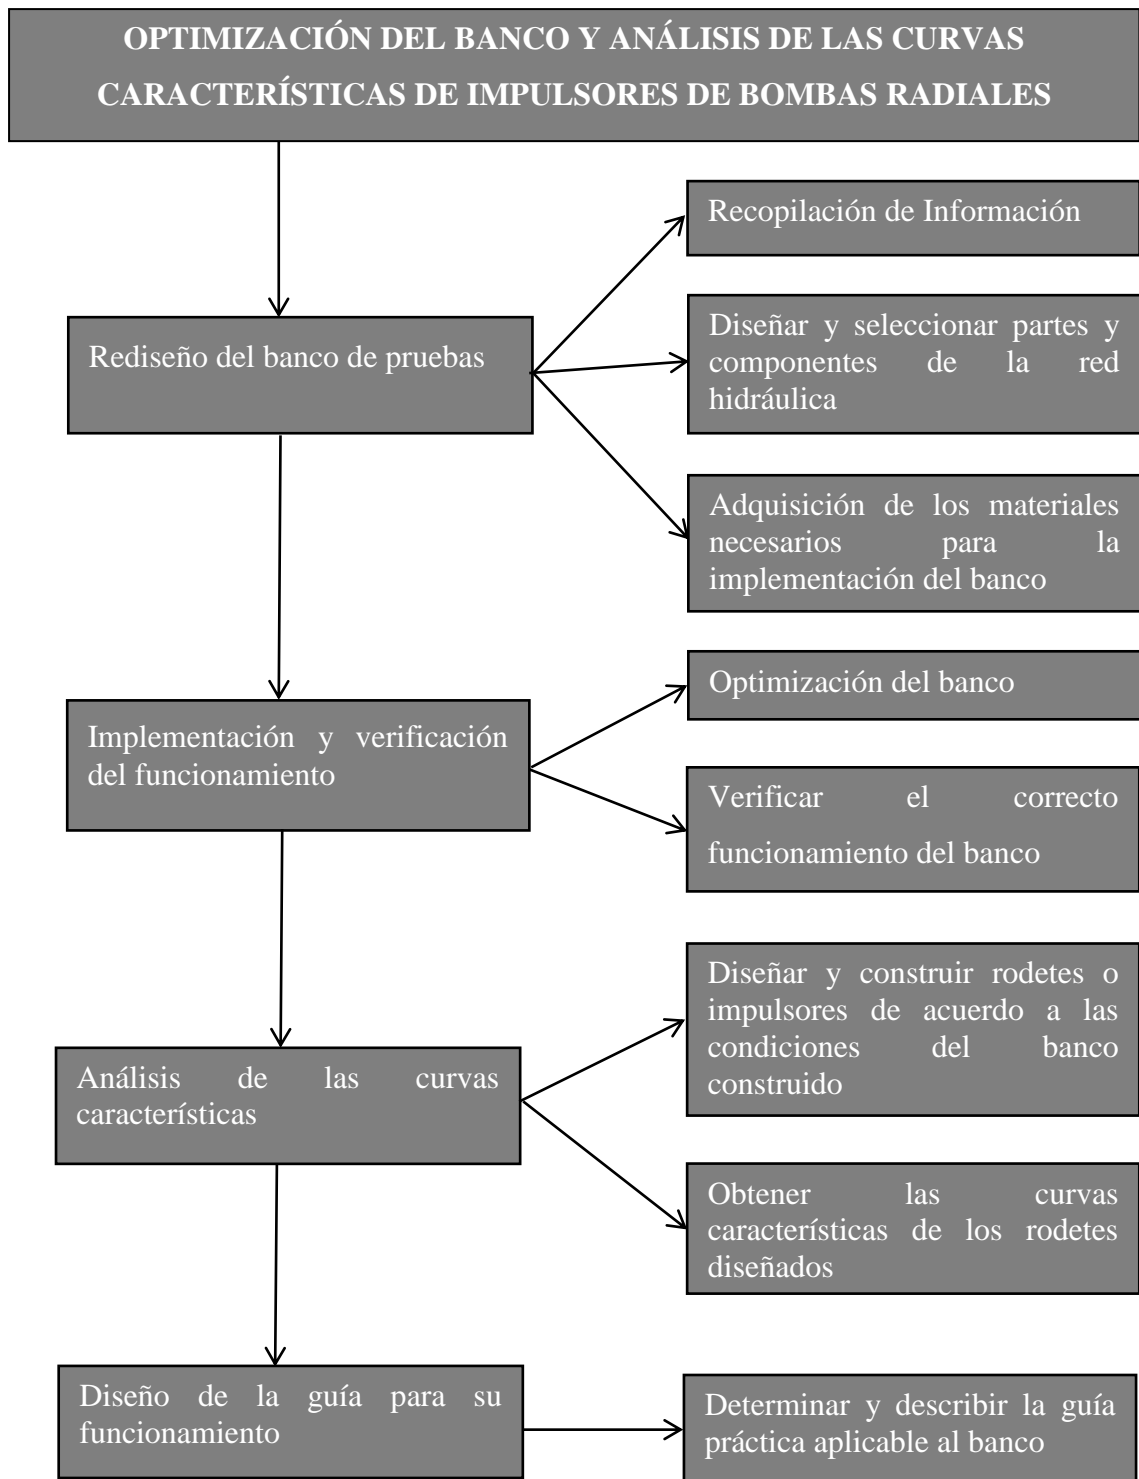 OPTIMIZACIÓN DEL BANCO Y ANÁLISIS DE LAS CURVAS
CARACTERÍSTICAS DE IMPULSORES DE BOMBAS RADIALES
Rediseño del banco de pruebas
Recopilación de Información
Diseñar y seleccionar partes y
componentes de la red
hidráulica
Adquisición de los materiales
necesarios para la
implementación del banco
Implementación y verificación
del funcionamiento
Optimización del banco
Verificar el correcto
funcionamiento del banco
Análisis de las curvas
características
Diseñar y construir rodetes o
impulsores de acuerdo a las
condiciones del banco
construido
Obtener las curvas
características de los rodetes
diseñados
Diseño de la guía para su
funcionamiento
Determinar y describir la guía
práctica aplicable al banco